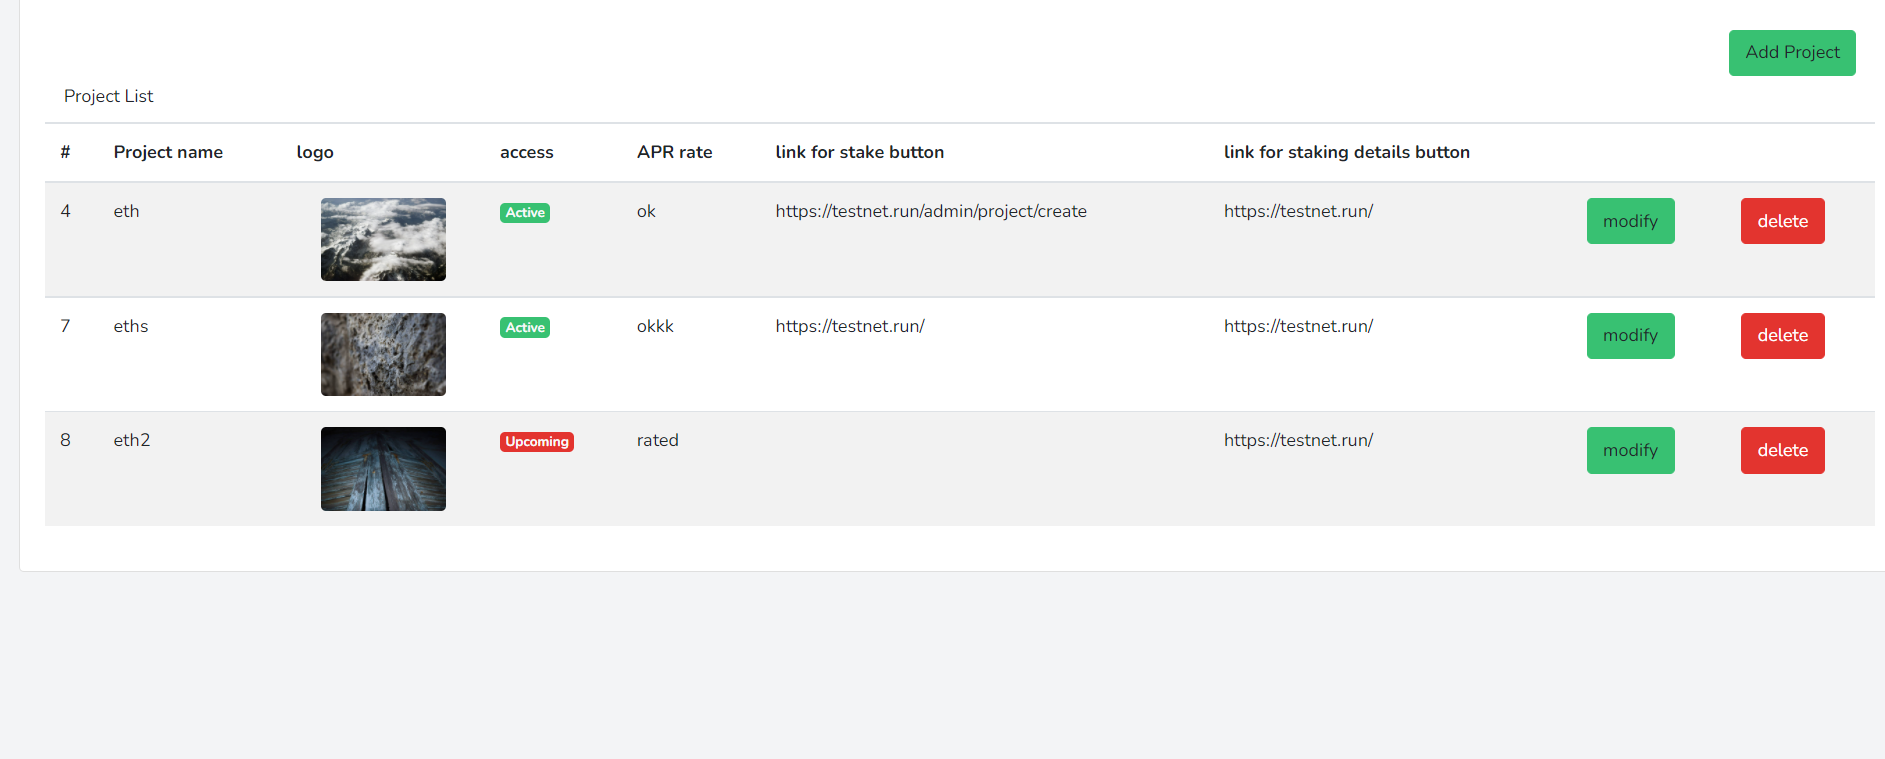 Add Project
Project List
# Project name logo access APR rate link for stake button link for staking details button
4 eth Active ok https://testnet.run/admin/project/create https://testnet.run/ modify delete
7 eths Active okkk https://testnet.run/ https://testnet.run/ modify delete
8 eth2 Upcoming rated https://testnet.run/ modify delete